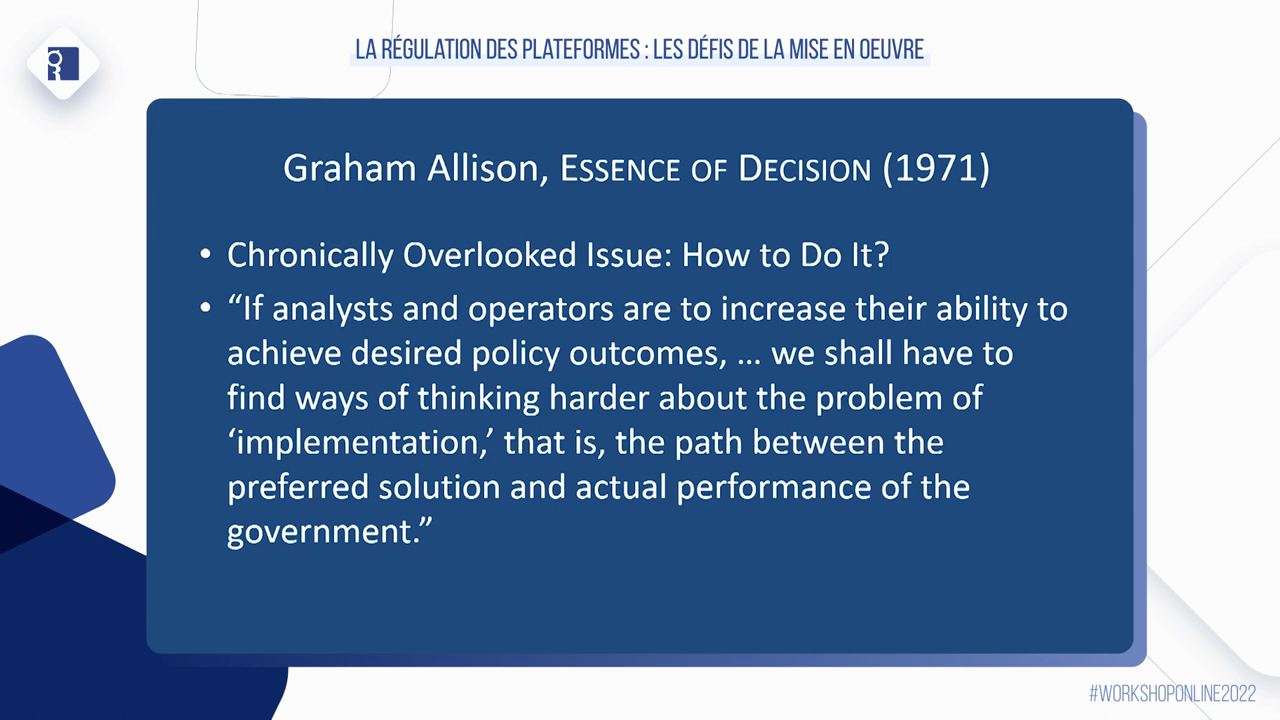 LA RÉGULATION DES PLATEFORMES : LES DÉFIS DE LA MISE EN OEUVRE
Graham Allison, ESSENCE OF DECISION (1971)
• Chronically Overlooked Issue: How to Do It?
• “If analysts and operators are to increase their ability to
achieve desired policy outcomes, … we shall have to
find ways of thinking harder about the problem of
‘implementation,’ that is, the path between the
preferred solution and actual performance of the
government.”
#WORKSHOPONLINE2022